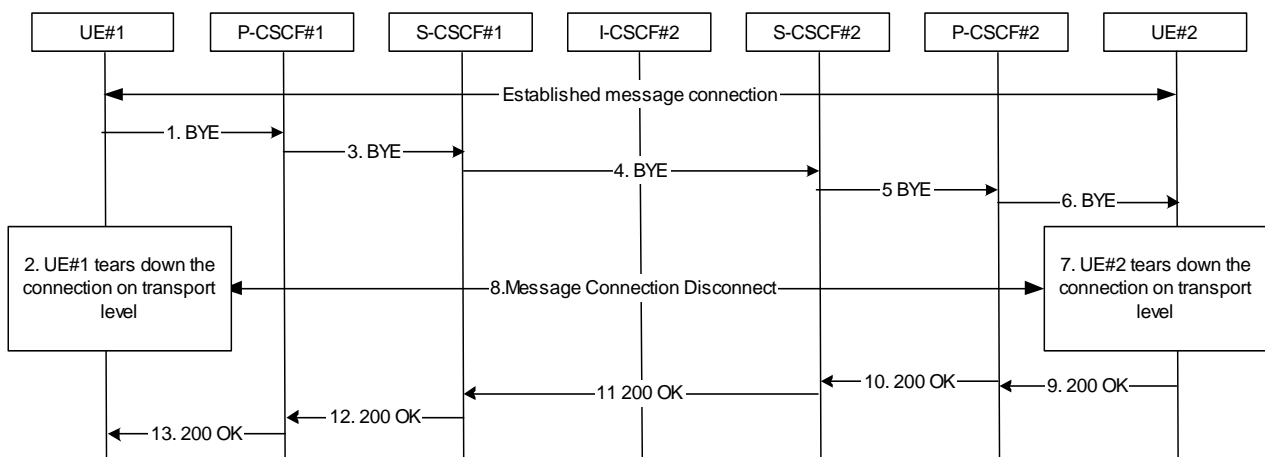 UE#1
P-CSCF#1
S-CSCF#1
I-CSCF#2
S-CSCF#2
P-CSCF#2
UE#2
Established message connection
1. BYE
3. BYE
4. BYE
5 BYE
6. BYE
2. UE#1 tears down the
connection on transport
level
8.Message Connection Disconnect
7. UE#2 tears down the
connection on transport
level
9. 200 OK
10. 200 OK
11 200 OK
12. 200 OK
13. 200 OK